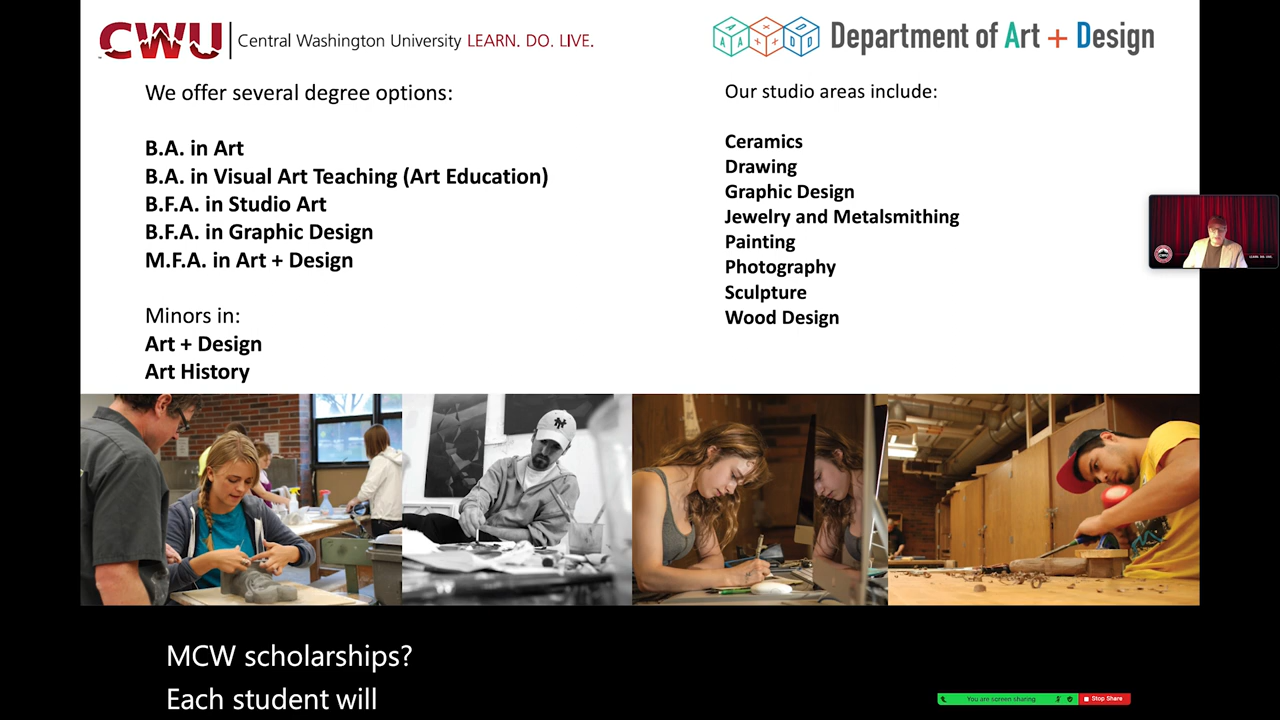 CWU Central Washington University LEARN. DO. LIVE.
Department of Art + Design
We offer several degree options:
B.A. in Art
B.A. in Visual Art Teaching (Art Education)
B.F.A. in Studio Art
B.F.A. in Graphic Design
M.F.A. in Art + Design
Minors in:
Art + Design
Art History
Our studio areas include:
Ceramics
Drawing
Graphic Design
Jewelry and Metalsmithing
Painting
Photography
Sculpture
Wood Design
MCW scholarships?
Each student will
You are screen sharing
Stop Share